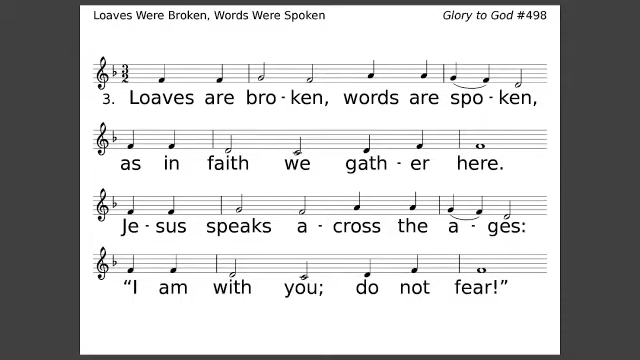 Loaves Were Broken, Words Were Spoken
Glory to God #498
3. Loaves are bro - ken, words are spo - ken,
as in faith we gath - er here.
Je - sus speaks a - cross the a - ges:
“I am with you; do not fear!”